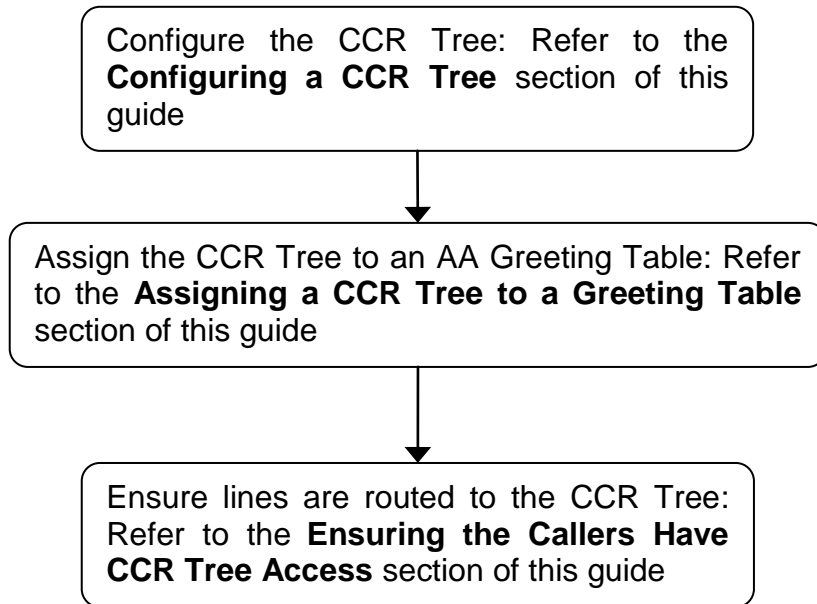 Configure the CCR Tree: Refer to the
Configuring a CCR Tree section of this
guide
Assign the CCR Tree to an AA Greeting Table: Refer
to the Assigning a CCR Tree to a Greeting Table
section of this guide
Ensure lines are routed to the CCR Tree:
Refer to the Ensuring the Callers Have
CCR Tree Access section of this guide